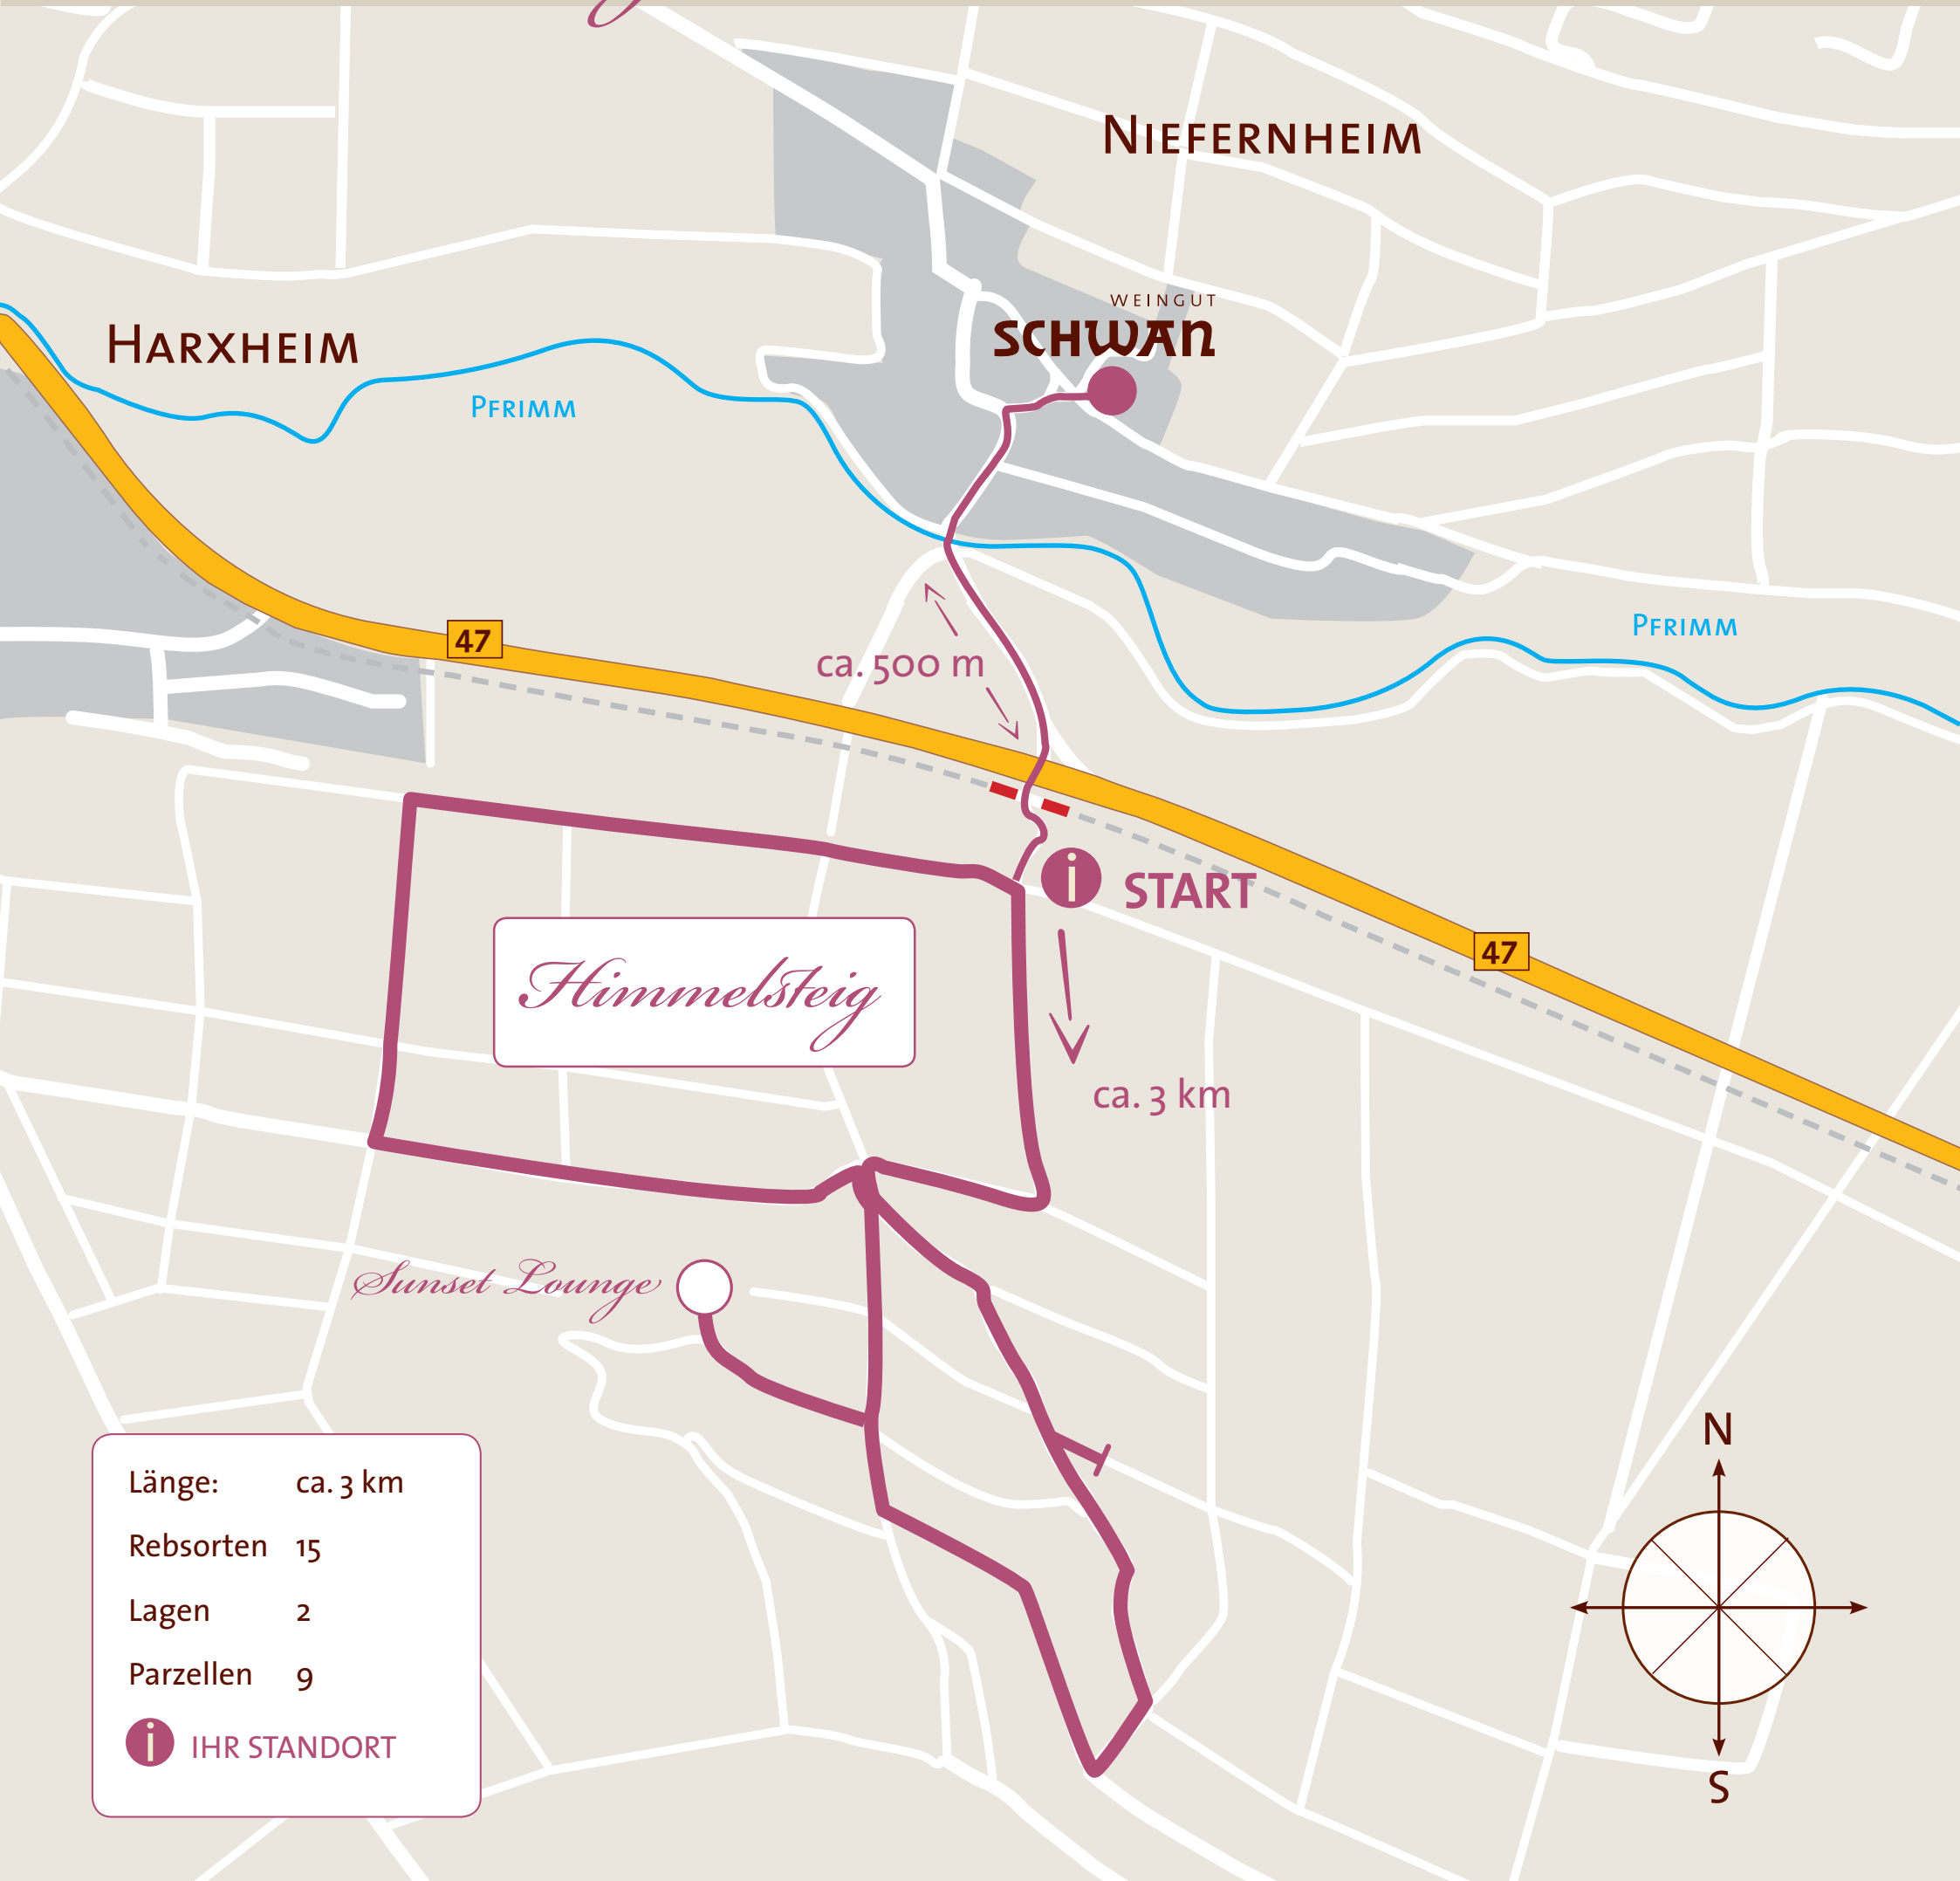 NIEFERNHEIM
WEINGUT
SCHWAN
HARXHEIM
PFRIMM
PFRIMM
47
ca. 500 m
i START
47
Himmelsteig
ca. 3 km
Sunset Lounge
N
S
Länge: ca. 3 km
Rebsorten 15
Lagen 2
Parzellen 9
i IHR STANDORT